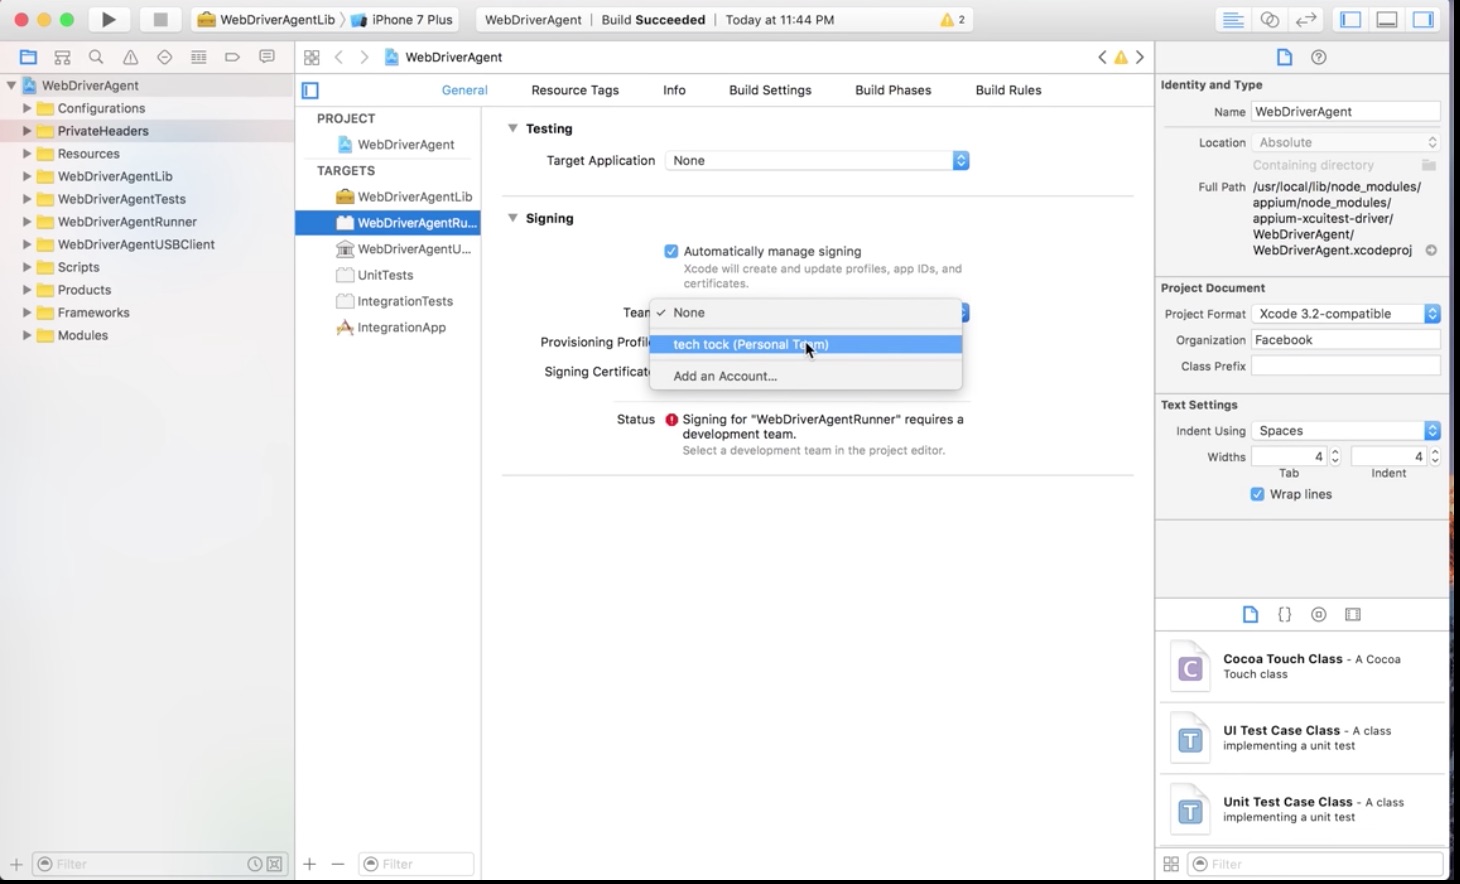 WebDriverAgentLib
iPhone 7 Plus
WebDriverAgent | Build Succeeded | Today at 11:44 PM
2
WebDriverAgent
Configurations
PrivateHeaders
Resources
WebDriverAgentLib
WebDriverAgentTests
WebDriverAgentRunner
WebDriverAgentUSBClient
Scripts
Products
Frameworks
Modules
Filter
WebDriverAgent
General
Resource Tags
Info
Build Settings
Build Phases
Build Rules
PROJECT
WebDriverAgent
TARGETS
WebDriverAgentLib
WebDriverAgentRu...
WebDriverAgentU...
UnitTests
IntegrationTests
IntegrationApp
Filter
Testing
Target Application
None
Signing
Automatically manage signing
Xcode will create and update profiles, app IDs, and
certificates.
Team
None
tech tock (Personal Team)
Add an Account...
Provisioning Profile
Signing Certificate
Status
Signing for "WebDriverAgentRunner" requires a
development team.
Select a development team in the project editor.
Identity and Type
Name
WebDriverAgent
Location
Absolute
Containing directory
Full Path
/usr/local/lib/node_modules/
appium/node_modules/
appium-xcuitest-driver/
WebDriverAgent/
WebDriverAgent.xcodeproj
Project Document
Project Format
Xcode 3.2-compatible
Organization
Facebook
Class Prefix
Text Settings
Indent Using
Spaces
Widths
4
4
Tab
Indent
Wrap lines
{}
C
Cocoa Touch Class - A Cocoa
Touch class
T
UI Test Case Class - A class
implementing a unit test
T
Unit Test Case Class - A class
implementing a unit test
Filter